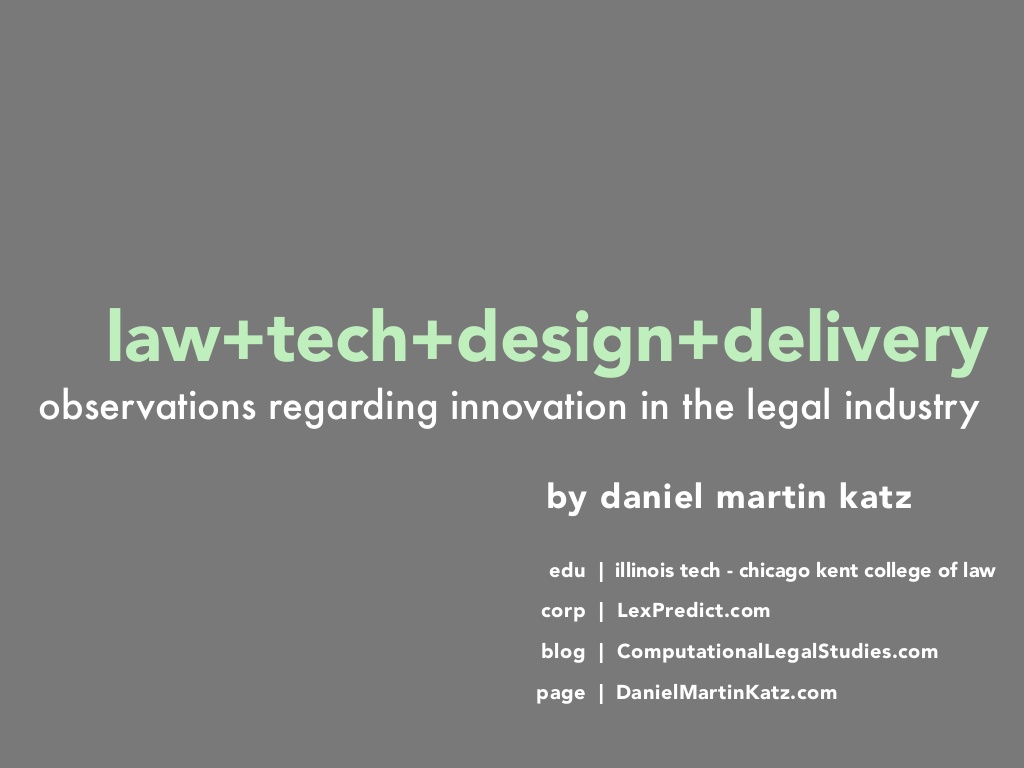 law+tech+design+delivery
observations regarding innovation in the legal industry
by daniel martin katz
edu | illinois tech - chicago kent college of law
corp | LexPredict.com
blog | ComputationalLegalStudies.com
page | DanielMartinKatz.com